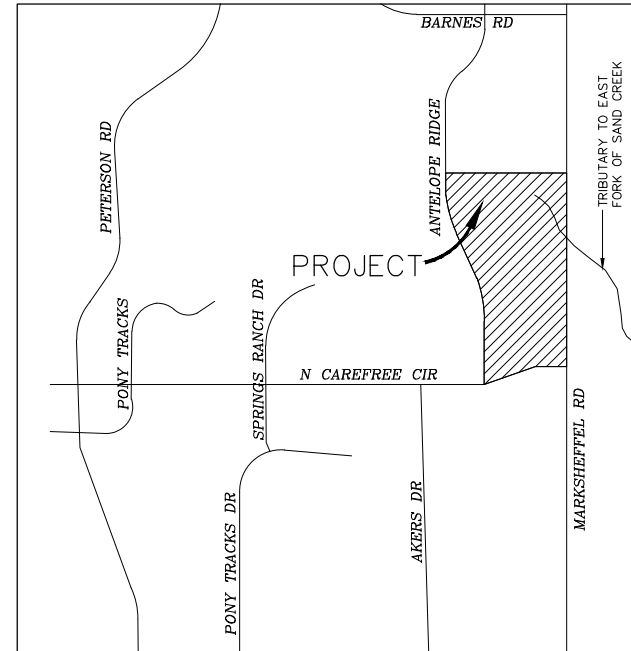 BARNES RD
TRIBUTARY TO EAST
FORK OF SAND CREEK
PETERSON RD
ANTELOPE RIDGE
PROJECT
PONY TRACKS
SPRINGS RANCH DR
N CAREFREE CIR
MARKSHEFFEL RD
PONY TRACKS DR
AKERS DR